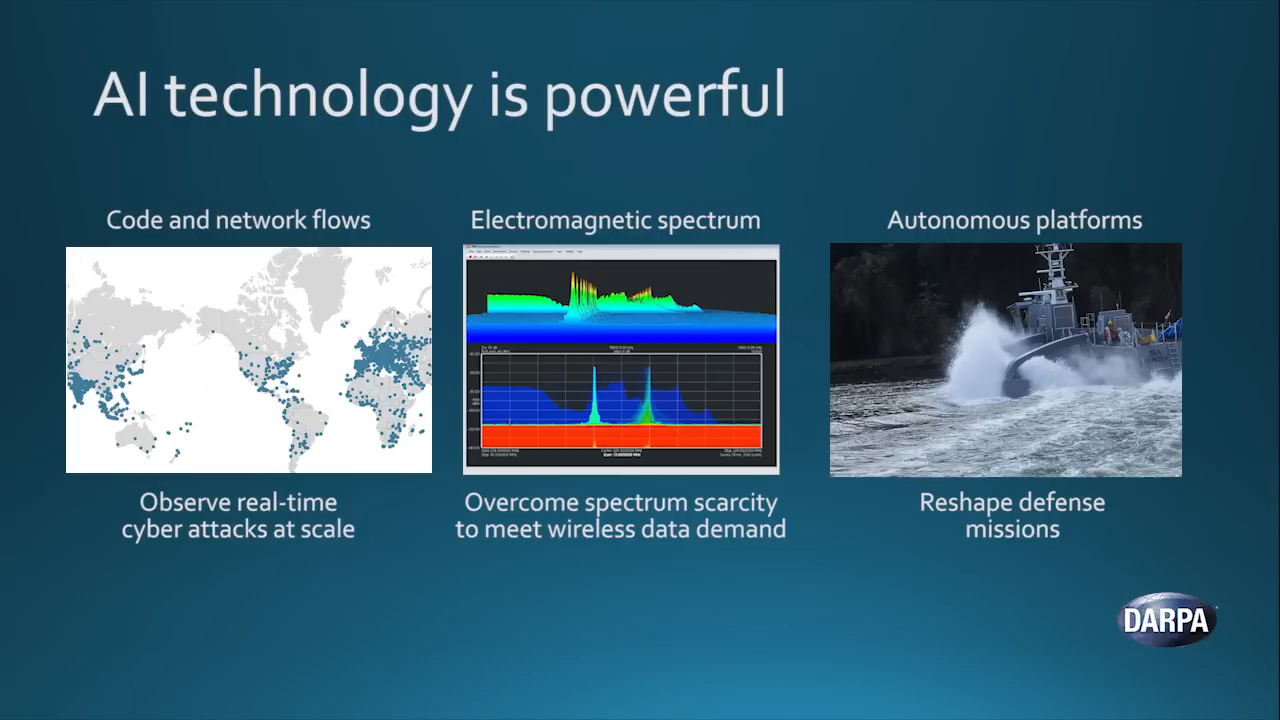 AI technology is powerful
Code and network flows
Electromagnetic spectrum
Autonomous platforms
Observe real-time
cyber attacks at scale
Overcome spectrum scarcity
to meet wireless data demand
Reshape defense
missions
DARPA